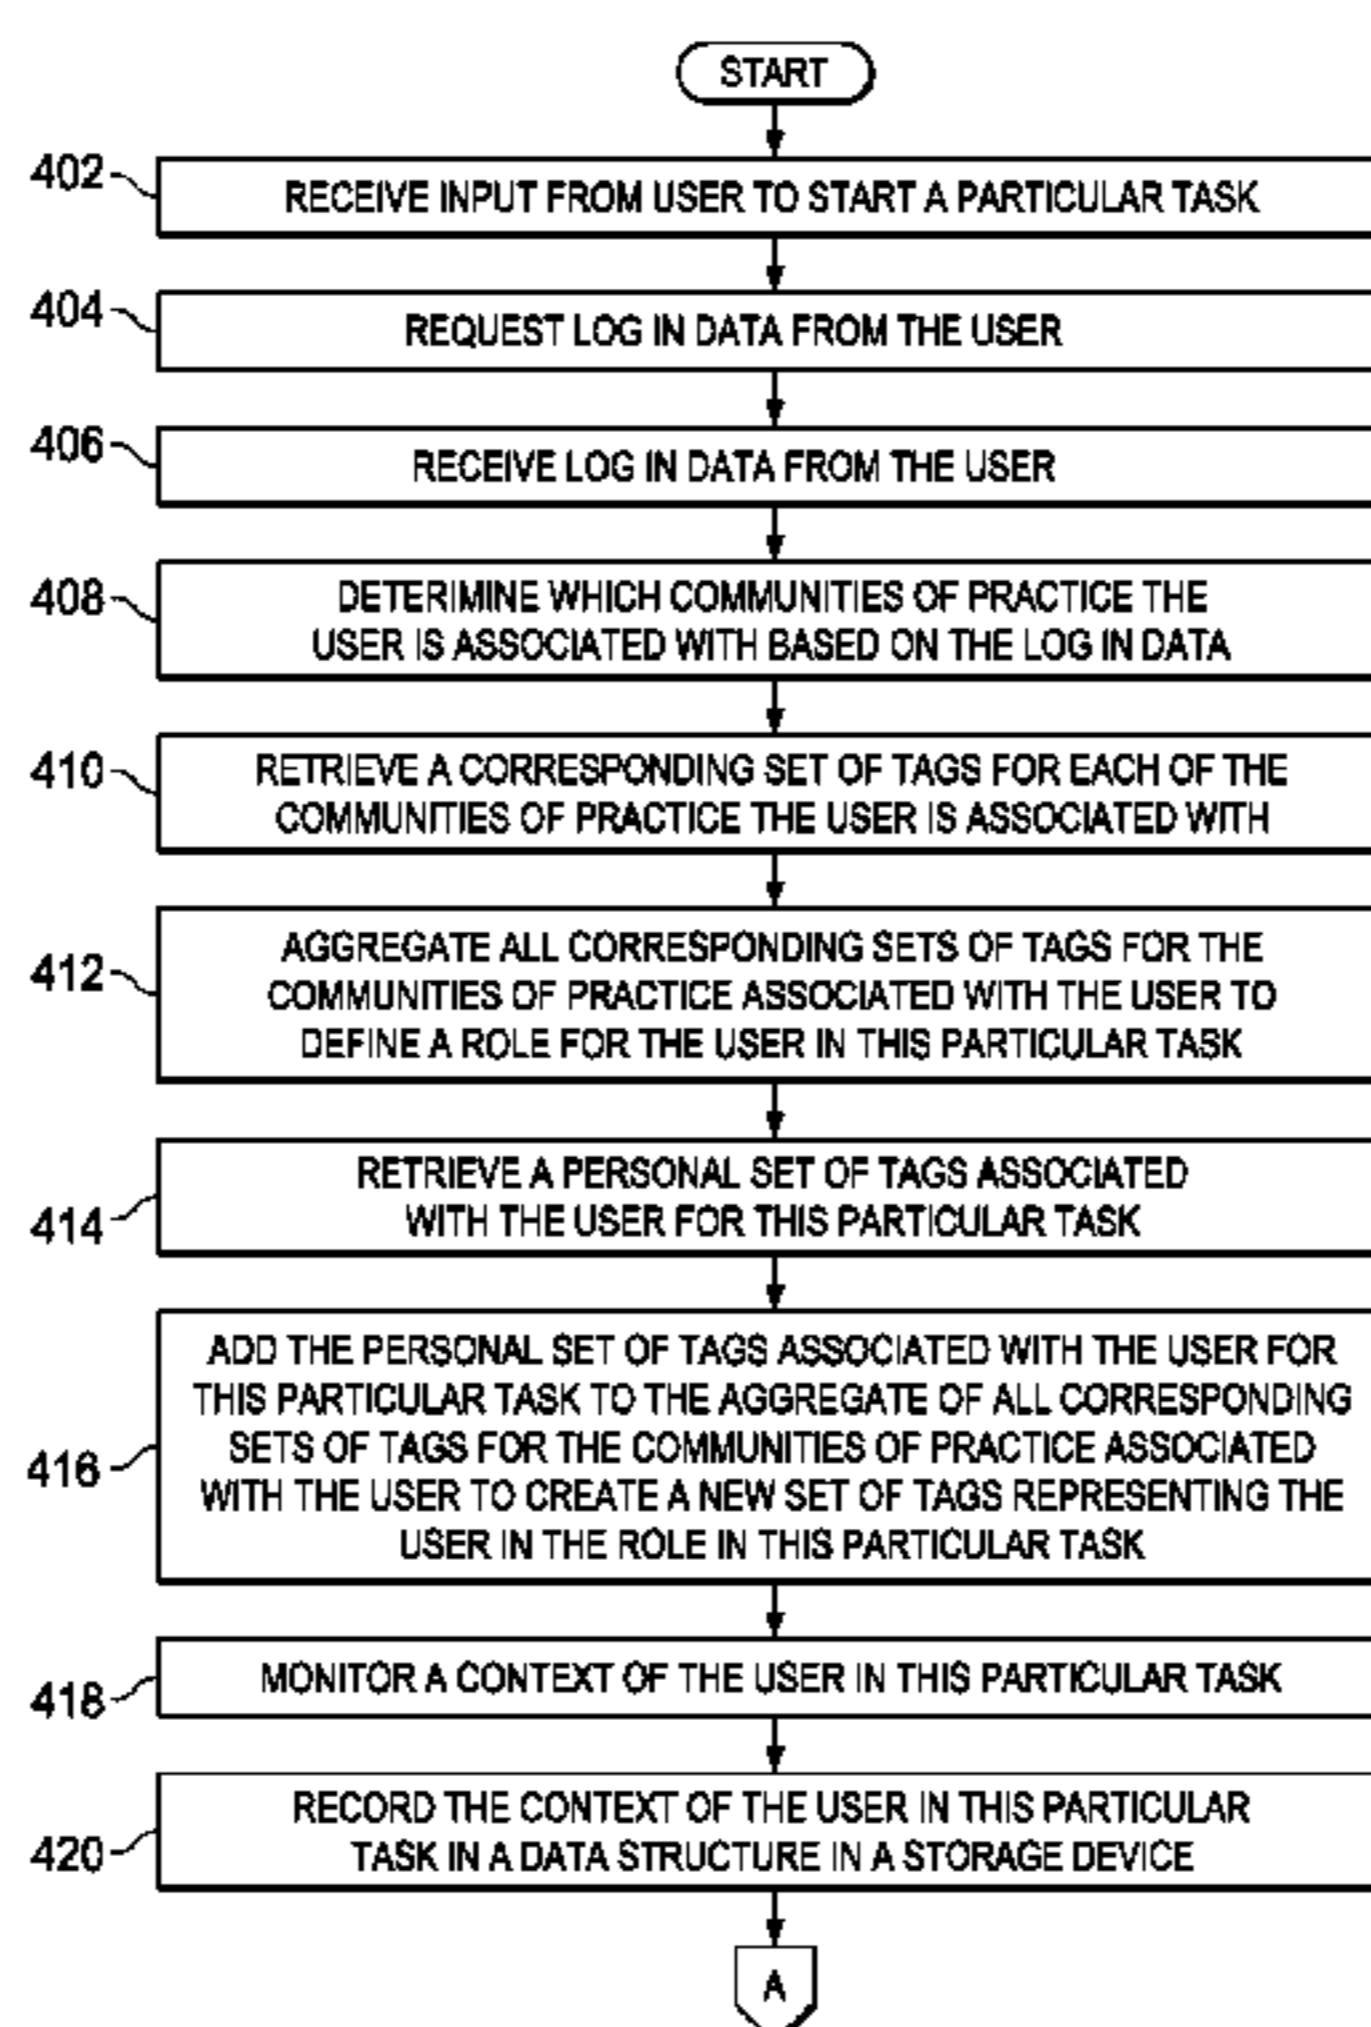 START
402
RECEIVE INPUT FROM USER TO START A PARTICULAR TASK
404
REQUEST LOG IN DATA FROM THE USER
406
RECEIVE LOG IN DATA FROM THE USER
408
DETERIMINE WHICH COMMUNITIES OF PRACTICE THE
USER IS ASSOCIATED WITH BASED ON THE LOG IN DATA
410
RETRIEVE A CORRESPONDING SET OF TAGS FOR EACH OF THE
COMMUNITIES OF PRACTICE THE USER IS ASSOCIATED WITH
412
AGGREGATE ALL CORRESPONDING SETS OF TAGS FOR THE
COMMUNITIES OF PRACTICE ASSOCIATED WITH THE USER TO
DEFINE A ROLE FOR THE USER IN THIS PARTICULAR TASK
414
RETRIEVE A PERSONAL SET OF TAGS ASSOCIATED
WITH THE USER FOR THIS PARTICULAR TASK
416
ADD THE PERSONAL SET OF TAGS ASSOCIATED WITH THE USER FOR
THIS PARTICULAR TASK TO THE AGGREGATE OF ALL CORRESPONDING
SETS OF TAGS FOR THE COMMUNITIES OF PRACTICE ASSOCIATED
WITH THE USER TO CREATE A NEW SET OF TAGS REPRESENTING THE
USER IN THE ROLE IN THIS PARTICULAR TASK
418
MONITOR A CONTEXT OF THE USER IN THIS PARTICULAR TASK
420
RECORD THE CONTEXT OF THE USER IN THIS PARTICULAR
TASK IN A DATA STRUCTURE IN A STORAGE DEVICE
A